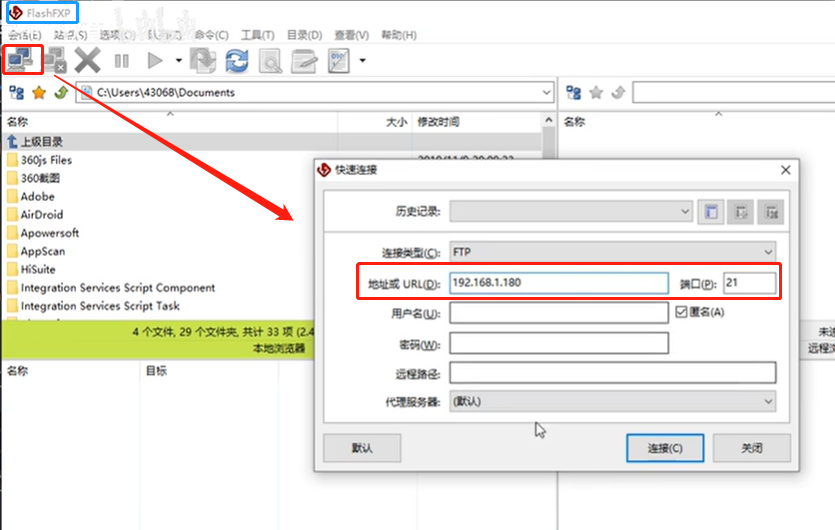 FlashFXP
会话(E) 站点(S) 选项(O) 队列(Z) 命令(C) 工具(T) 目录(D) 查看(V) 帮助(H)
C:\Users\43068\Documents
名称 大小 修改时间 名称
上级目录
360js Files
360截图
Adobe
AirDroid
Apowersoft
AppScan
HiSuite
Integration Services Script Component
Integration Services Script Task
4 个文件, 29 个文件夹, 共计 33 项 (2.4
本地浏览器
未连
远程浏
名称 目标
快速连接
历史记录:
连接类型(C): FTP
地址或 URL(D): 192.168.1.180 端口(P): 21
用户名(U): 匿名(A)
密码(W):
远程路径:
代理服务器: (默认)
默认 连接(C) 关闭